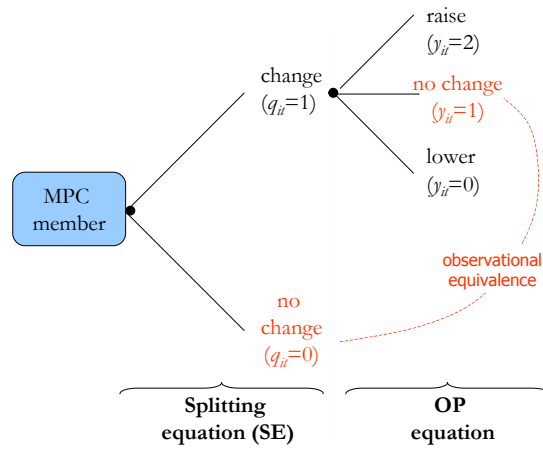 raise
(y_it=2)
change
(q_it=1)
no change
(y_it=1)
lower
(y_it=0)
MPC
member
observational
equivalence
no
change
(q_it=0)
Splitting
equation (SE)
OP
equation